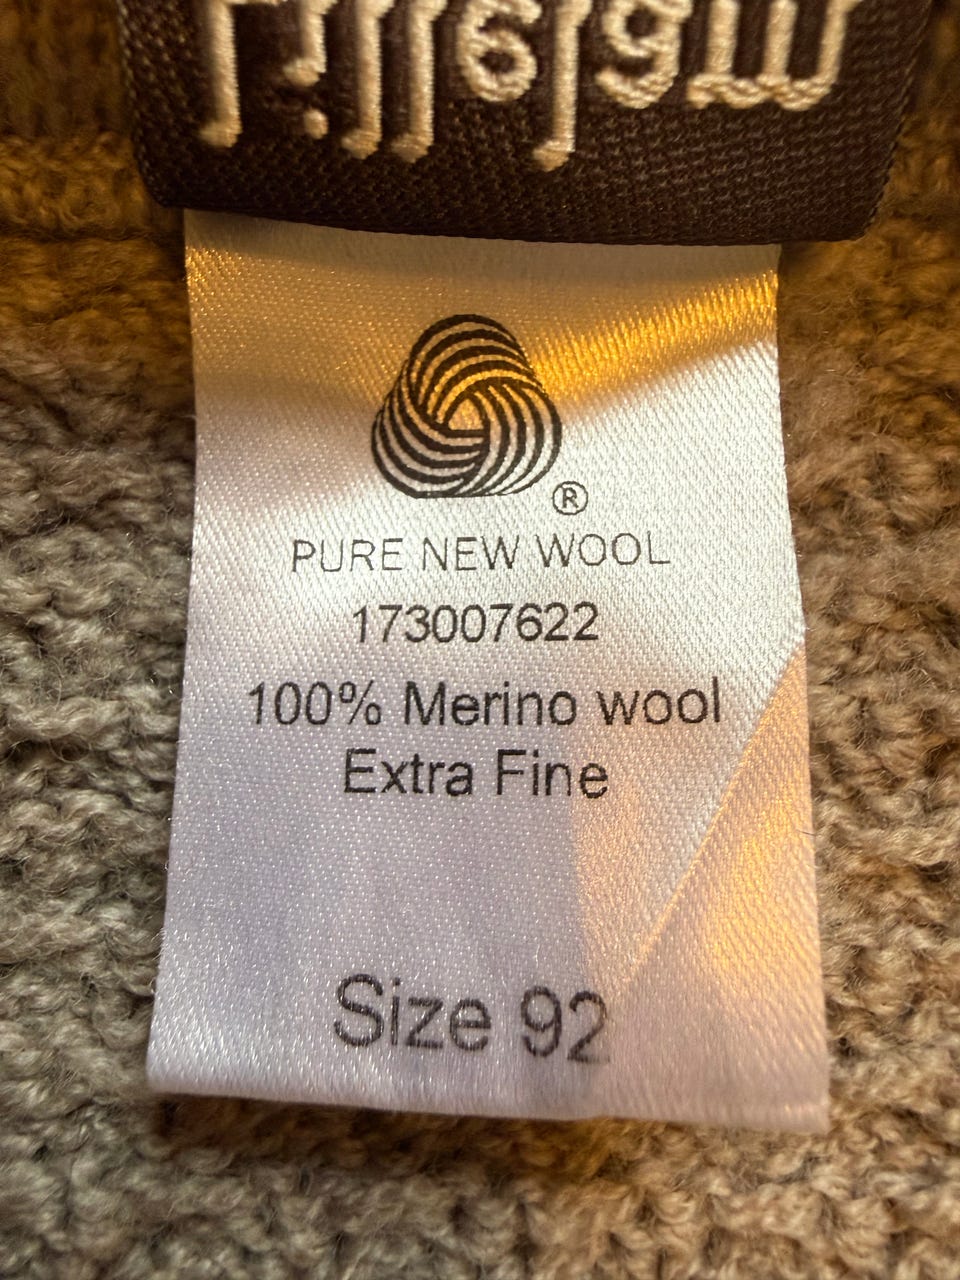 ®
PURE NEW WOOL
173007622
100% Merino wool
Extra Fine
Size 92